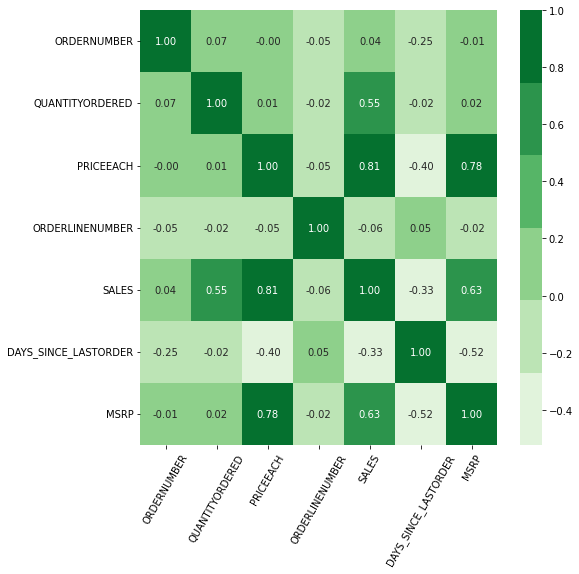 ORDERNUMBER 1.00 0.07 -0.00 -0.05 0.04 -0.25 -0.01
QUANTITYORDERED 0.07 1.00 0.01 -0.02 0.55 -0.02 0.02
PRICEEACH -0.00 0.01 1.00 -0.05 0.81 -0.40 0.78
ORDERLINENUMBER -0.05 -0.02 -0.05 1.00 -0.06 0.05 -0.02
SALES 0.04 0.55 0.81 -0.06 1.00 -0.33 0.63
DAYS_SINCE_LASTORDER -0.25 -0.02 -0.40 0.05 -0.33 1.00 -0.52
MSRP -0.01 0.02 0.78 -0.02 0.63 -0.52 1.00
ORDERNUMBER
QUANTITYORDERED
PRICEEACH
ORDERLINENUMBER
SALES
DAYS_SINCE_LASTORDER
MSRP
1.0
0.8
0.6
0.4
0.2
0.0
-0.2
-0.4